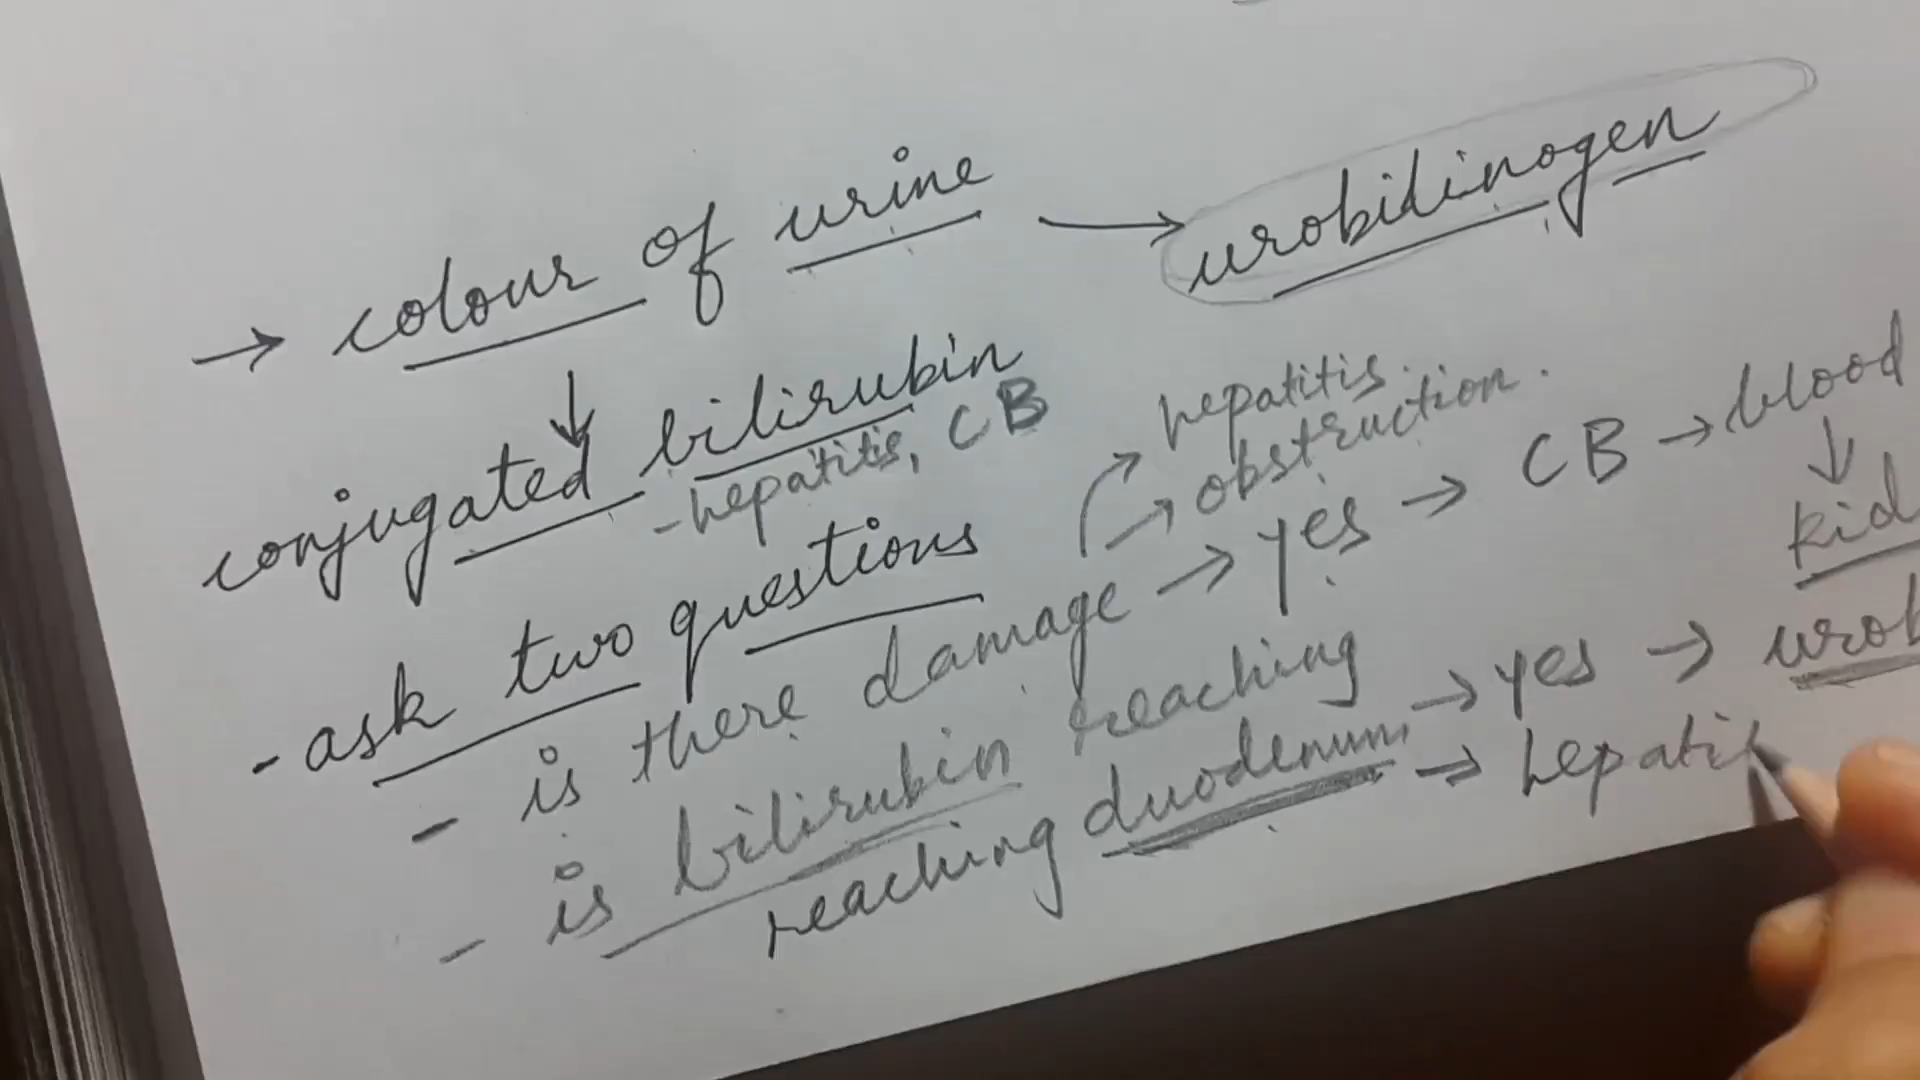 → colour of urine → urobilinogen
↓
conjugated bilirubin
- hepatitis, CB
- ask two questions
→ hepatitis.
→ obstruction.
- is there damage → yes → CB → blood
↓
kid
- is bilirubin reaching
reaching duodenum → yes → urob
→ hepatit